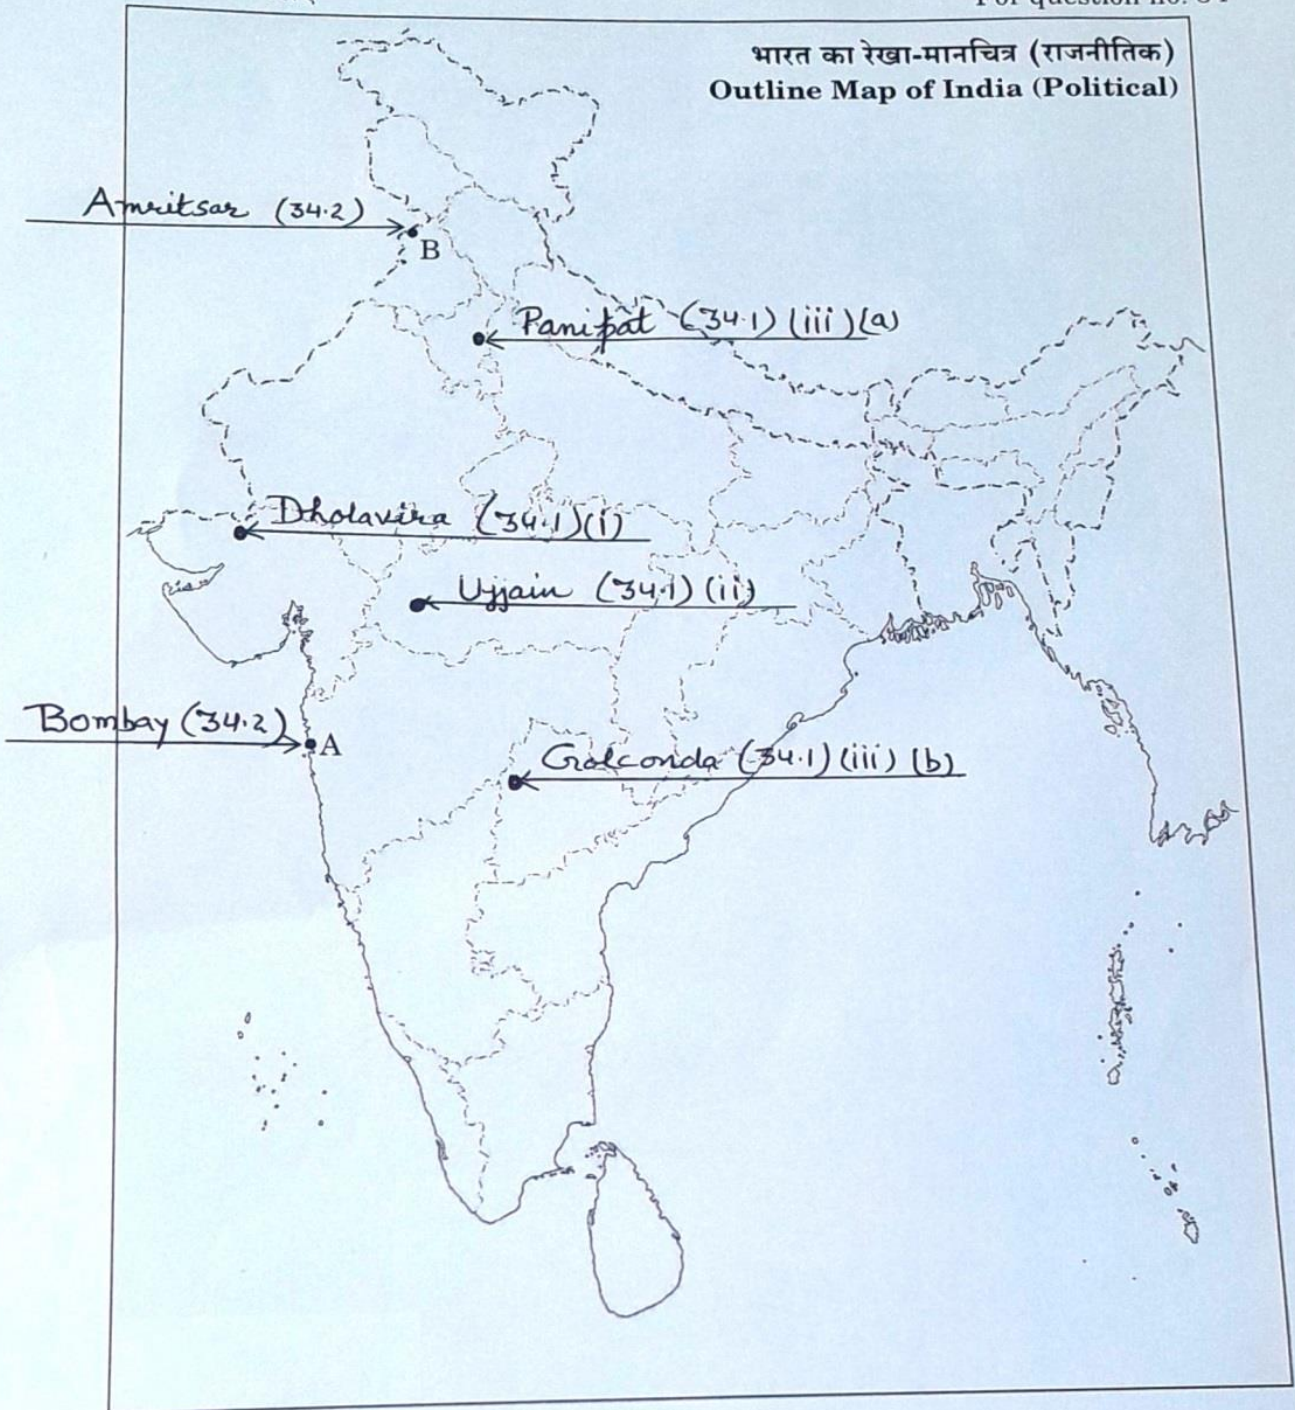 For question no. 34
भारत का रेखा-मानचित्र (राजनीतिक)
Outline Map of India (Political)
Amritsar (34.2)
B
Panipat (34.1) (iii) (a)
Dholavira (34.1) (i)
Ujjain (34.1) (ii)
Bombay (34.2)
A
Golconda (34.1) (iii) (b)